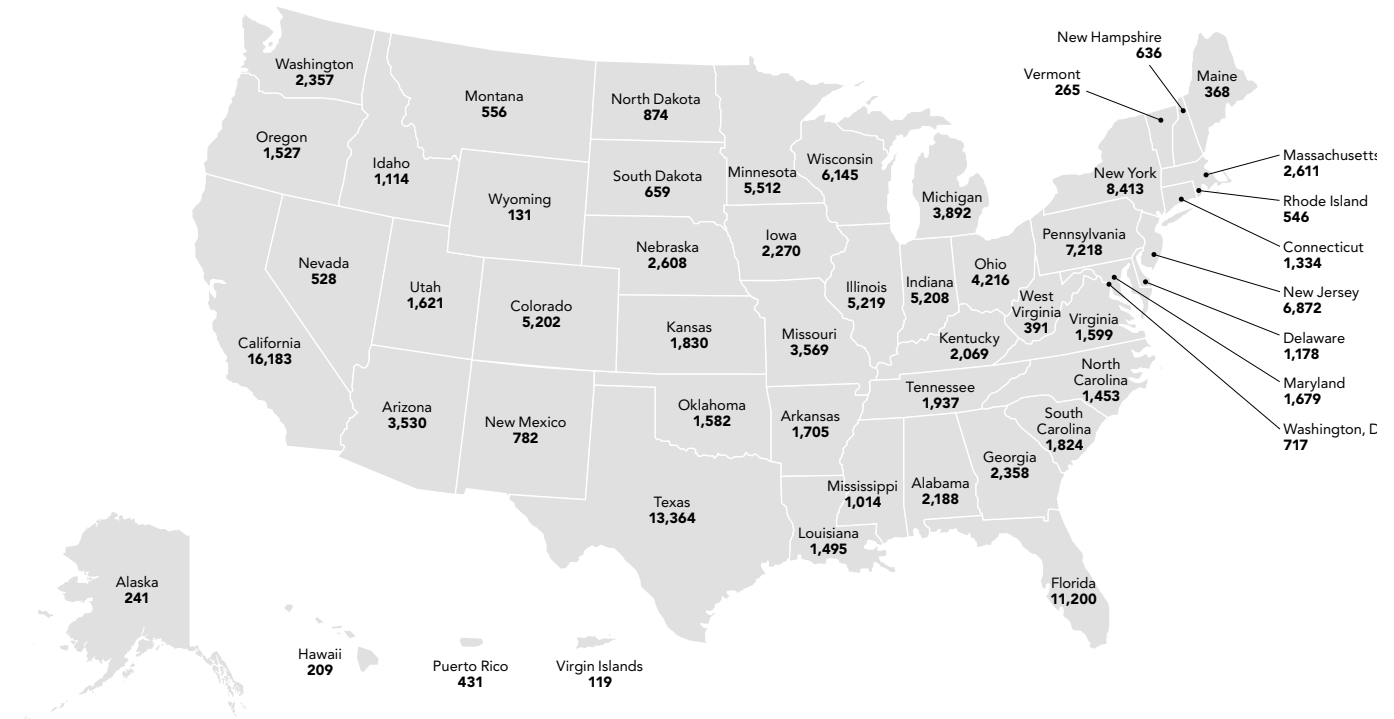 Washington
2,357
Oregon
1,527
Idaho
1,114
Montana
556
North Dakota
874
South Dakota
659
Wyoming
131
Nebraska
2,608
Nevada
528
Utah
1,621
Colorado
5,202
Kansas
1,830
California
16,183
Arizona
3,530
New Mexico
782
Oklahoma
1,582
Texas
13,364
Minnesota
5,512
Iowa
2,270
Missouri
3,569
Arkansas
1,705
Louisiana
1,495
Wisconsin
6,145
Illinois
5,219
Michigan
3,892
Indiana
5,208
Ohio
4,216
Kentucky
2,069
Tennessee
1,937
Mississippi
1,014
Alabama
2,188
Georgia
2,358
Florida
11,200
South
Carolina
1,824
North
Carolina
1,453
Virginia
1,599
West
Virginia
391
Pennsylvania
7,218
New York
8,413
Vermont
265
New Hampshire
636
Maine
368
Massachusetts
2,611
Rhode Island
546
Connecticut
1,334
New Jersey
6,872
Delaware
1,178
Maryland
1,679
Washington, D
717
Alaska
241
Hawaii
209
Puerto Rico
431
Virgin Islands
119